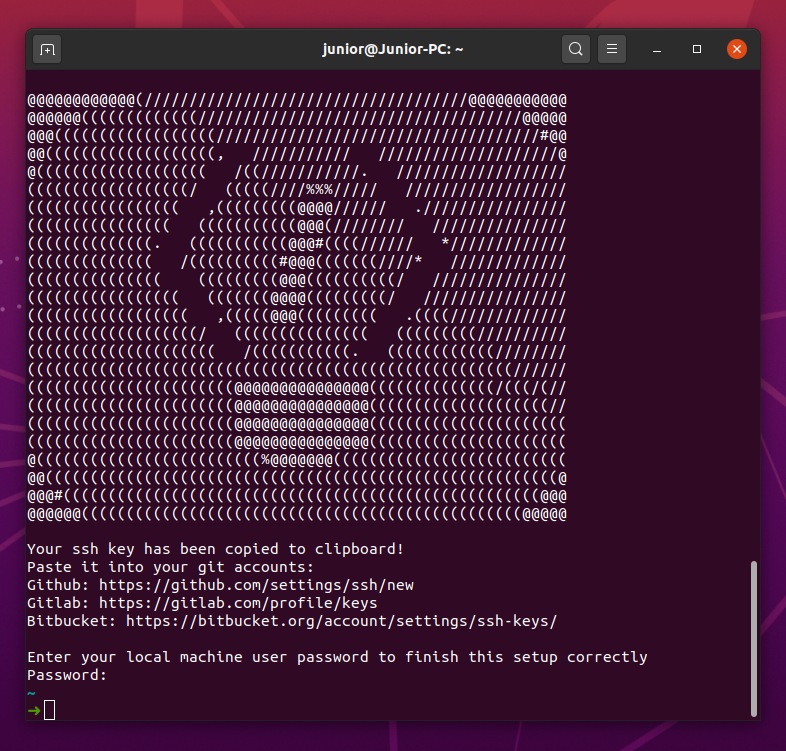 junior@Junior-PC: ~
Your ssh key has been copied to clipboard!
Paste it into your git accounts:
Github: https://github.com/settings/ssh/new
Gitlab: https://gitlab.com/profile/keys
Bitbucket: https://bitbucket.org/account/settings/ssh-keys/
Enter your local machine user password to finish this setup correctly
Password:
~
➜